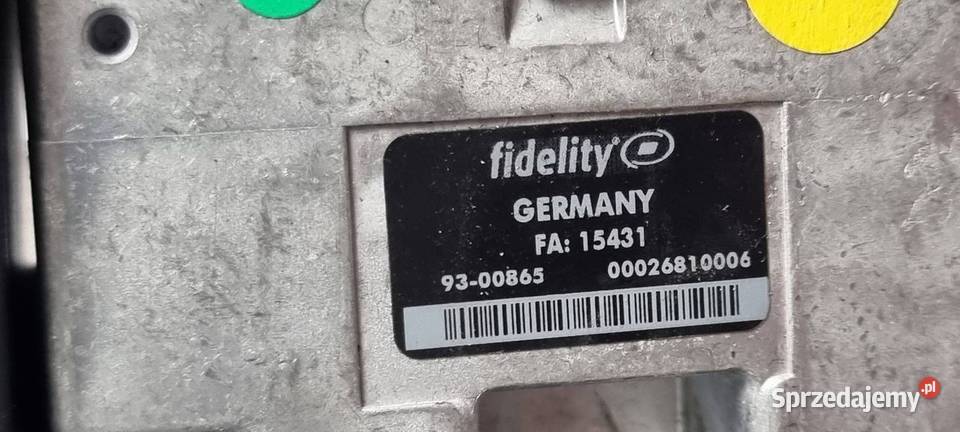 fidelity®
GERMANY
FA: 15431
93-00865 00026810006
Sprzedajemy.pl